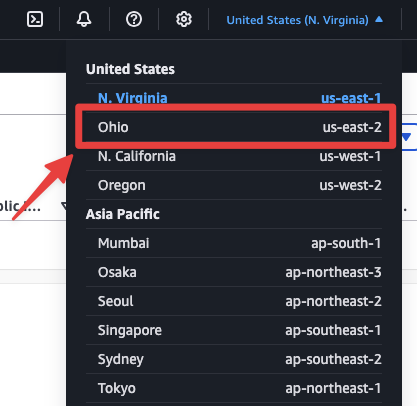 United States (N. Virginia) ▲
United States
N. Virginia us-east-1
Ohio us-east-2
N. California us-west-1
Oregon us-west-2
Asia Pacific
Mumbai ap-south-1
Osaka ap-northeast-3
Seoul ap-northeast-2
Singapore ap-southeast-1
Sydney ap-southeast-2
Tokyo ap-northeast-1